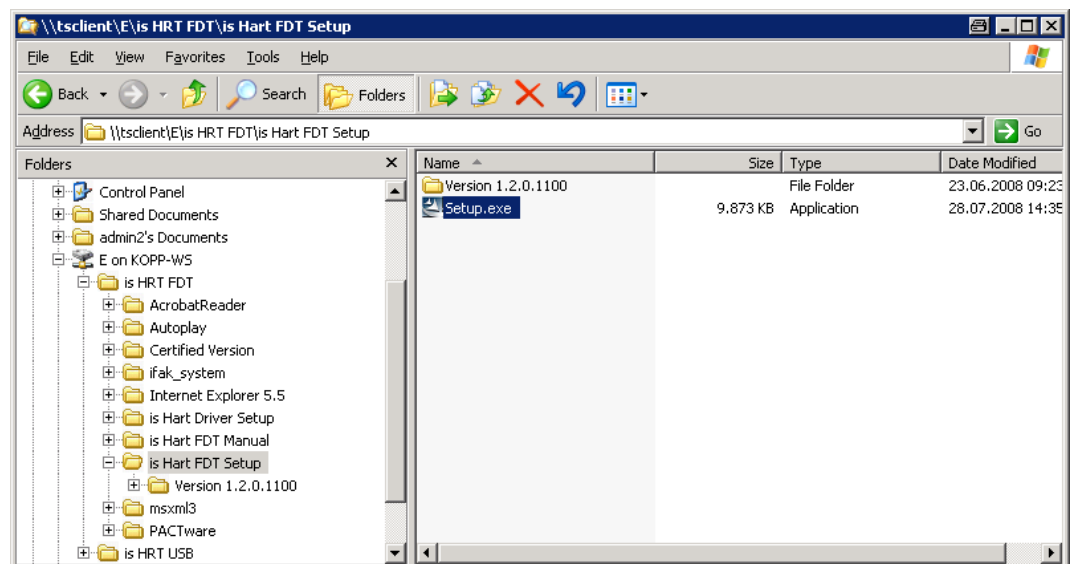 \\tsclient\E\is HRT FDT\is Hart FDT Setup
File Edit View Favorites Tools Help
Back Search Folders
Address \\tsclient\E\is HRT FDT\is Hart FDT Setup Go
Folders
Control Panel
Shared Documents
admin2's Documents
E on KOPP-WS
is HRT FDT
AcrobatReader
Autoplay
Certified Version
ifak_system
Internet Explorer 5.5
is Hart Driver Setup
is Hart FDT Manual
is Hart FDT Setup
Version 1.2.0.1100
msxml3
PACTware
is HRT USB
Name Size Type Date Modified
Version 1.2.0.1100 File Folder 23.06.2008 09:23
Setup.exe 9.873 KB Application 28.07.2008 14:35